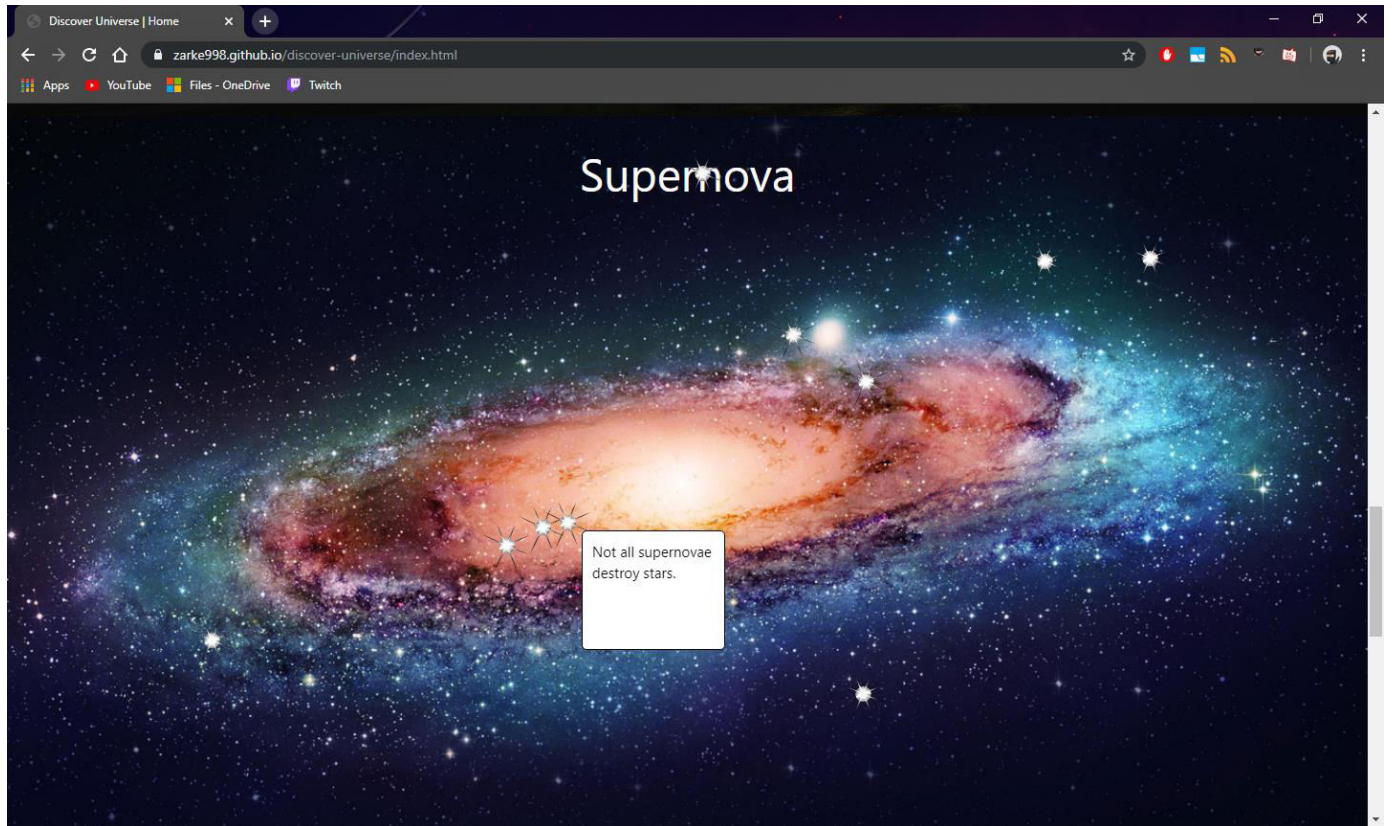 Discover Universe | Home
zarke998.github.io/discover-universe/index.html
Apps YouTube Files - OneDrive Twitch
Supernova
Not all supernovae
destroy stars.